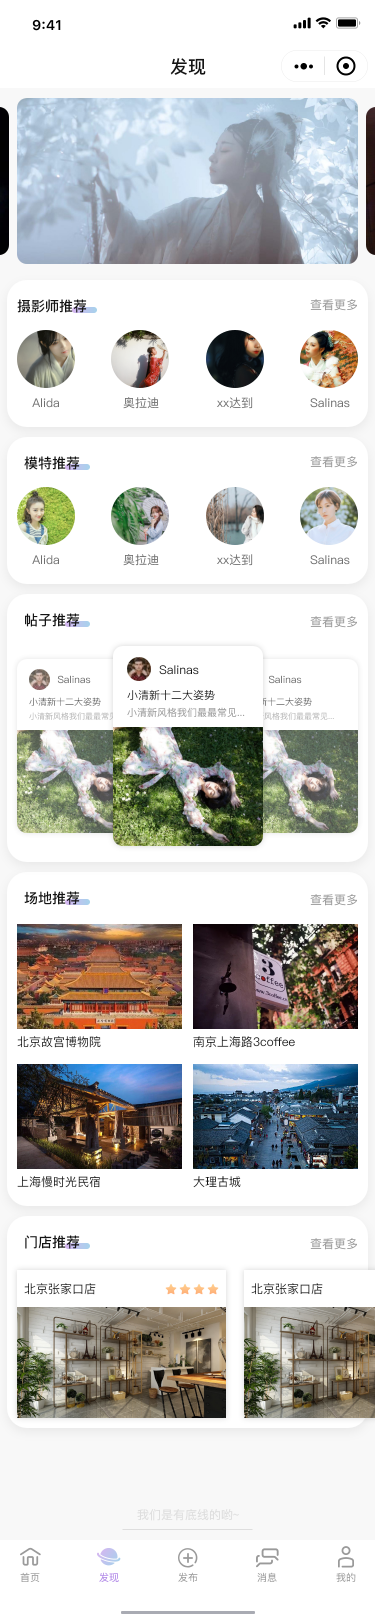 9:41
发现
摄影师推荐
查看更多
Alida
奥拉迪
xx达到
Salinas
模特推荐
查看更多
Alida
奥拉迪
xx达到
Salinas
帖子推荐
查看更多
Salinas
小清新十二大姿势
小清新风格我们最最常
Salinas
小清新十二大姿势
小清新风格我们最最常见...
Salinas
新十二大姿势
风格我们最最常见...
场地推荐
查看更多
3
coffee
北京故宫博物院
南京上海路3coffee
上海慢时光民宿
大理古城
门店推荐
查看更多
北京张家口店
北京张家口店
我们是有底线的哟~
首页
发现
发布
消息
我的